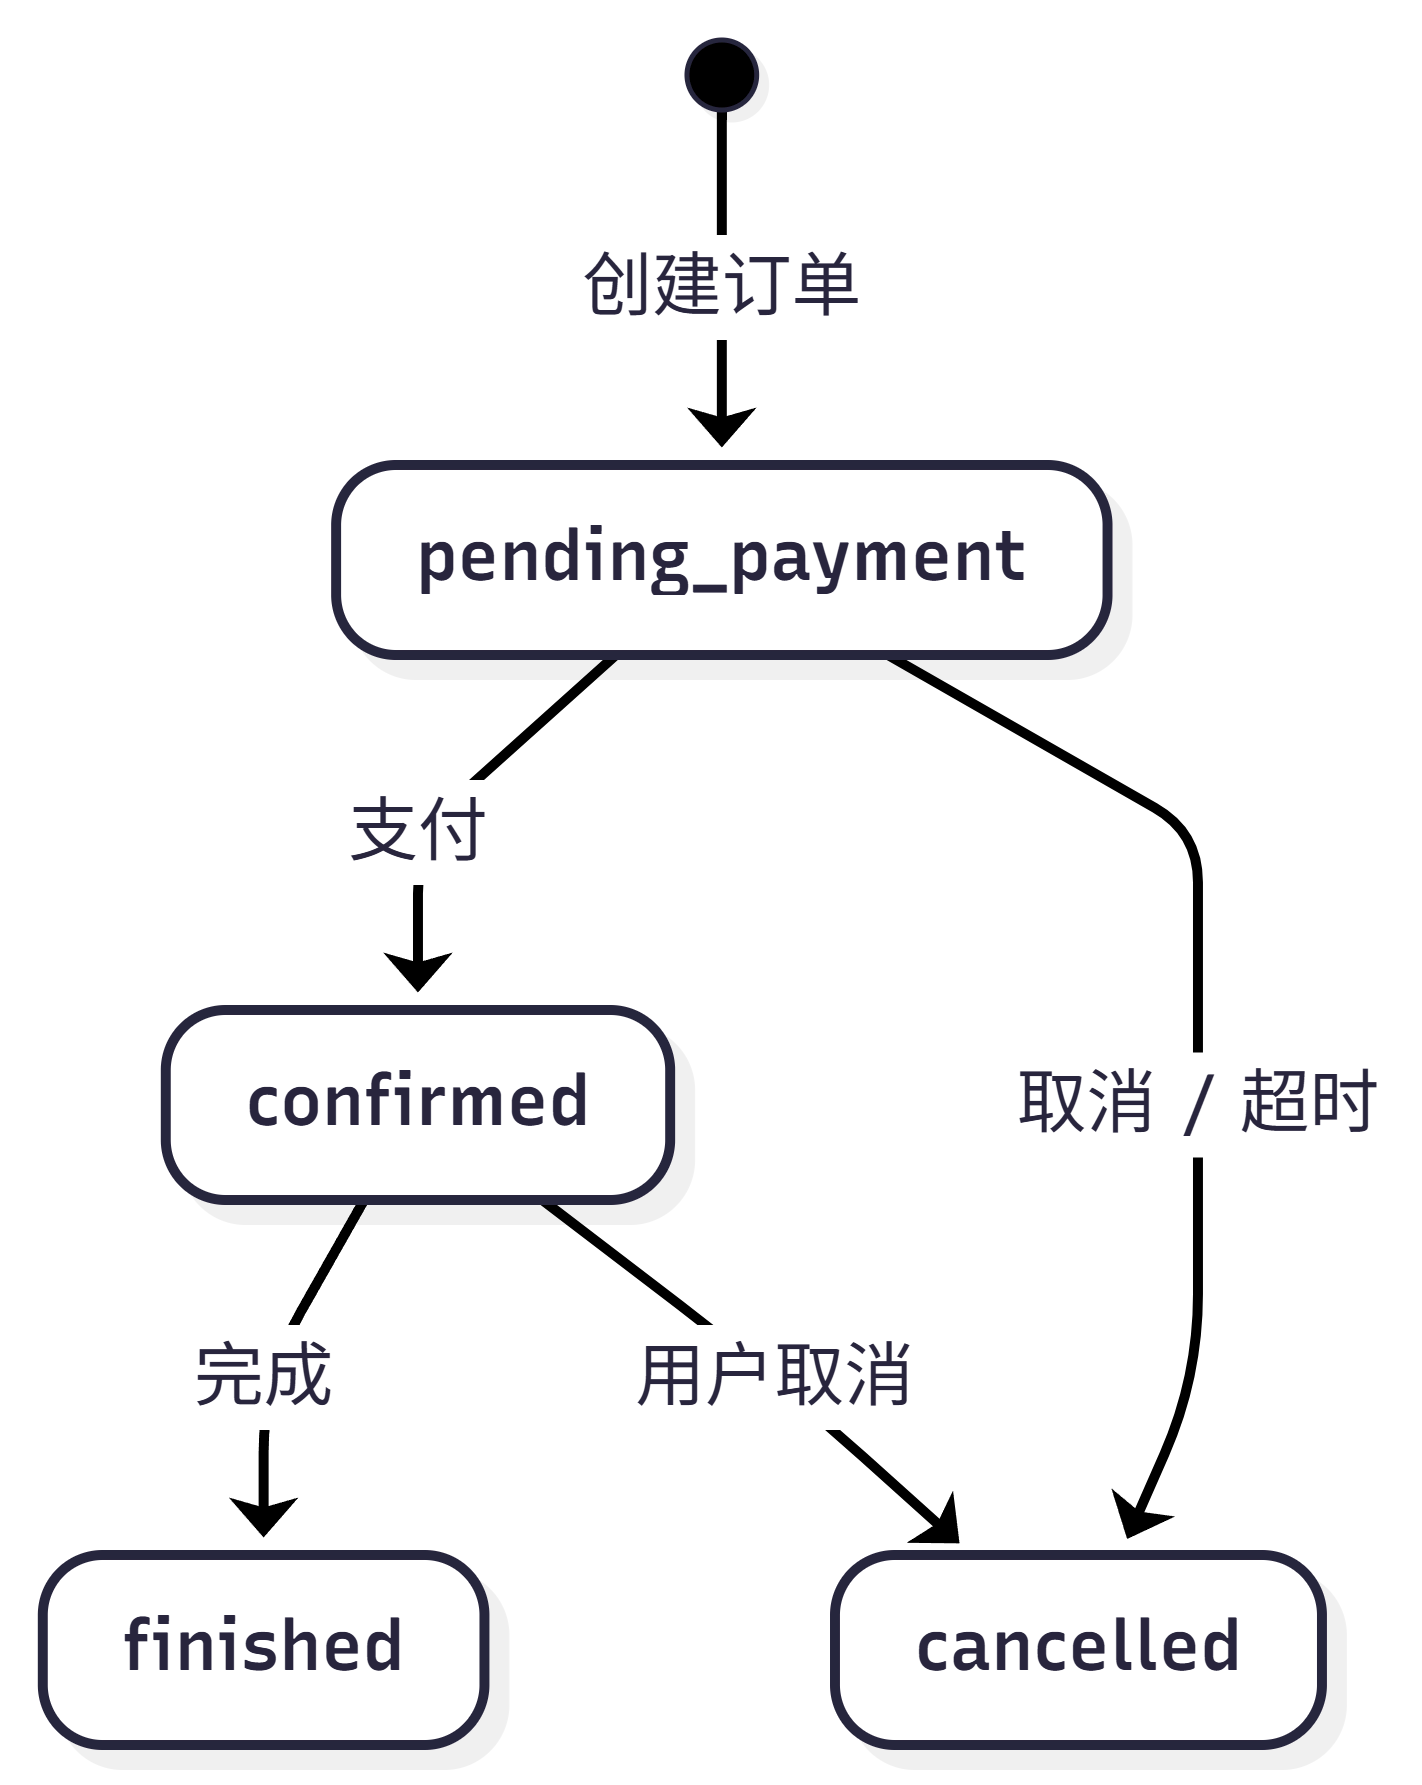 创建订单
pending_payment
支付
confirmed
取消 / 超时
完成
用户取消
finished
cancelled